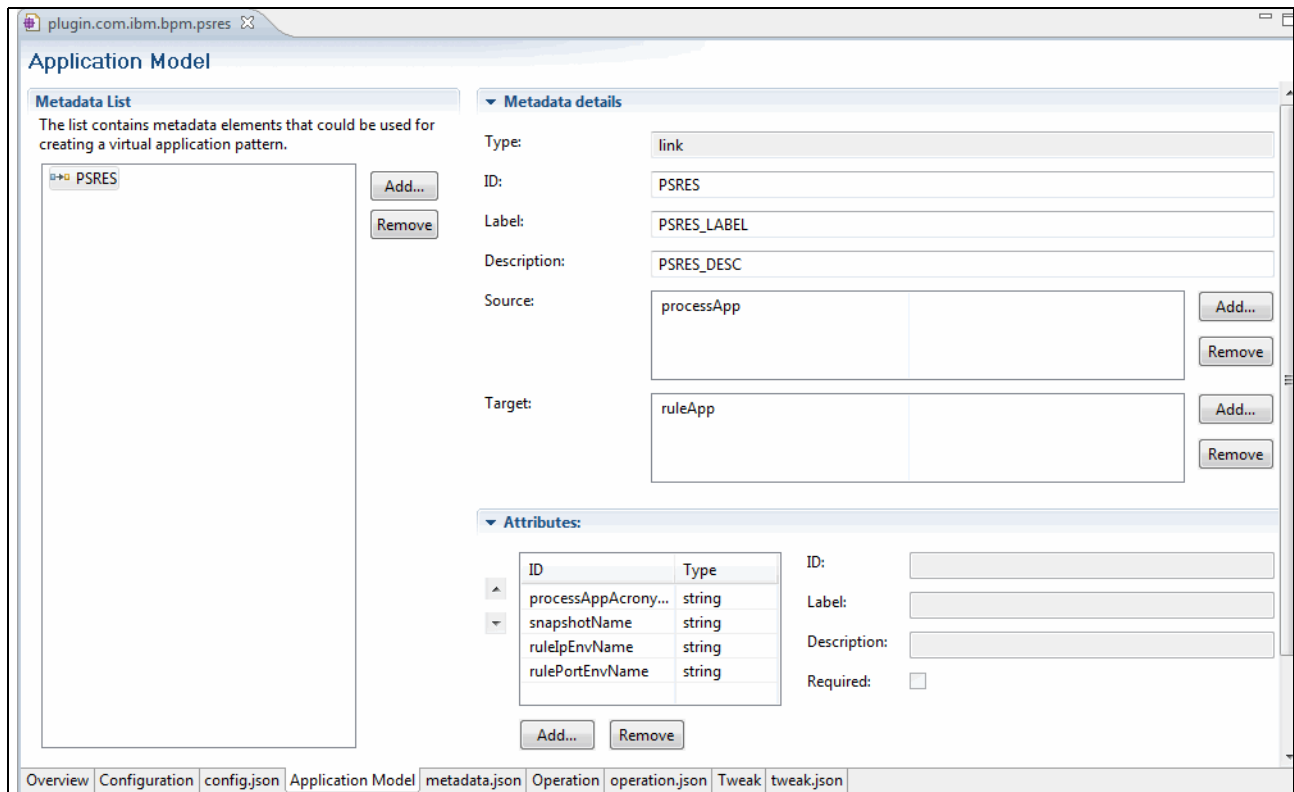 plugin.com.ibm.bpm.psres
Application Model
Metadata List
The list contains metadata elements that could be used for
creating a virtual application pattern.
PSRES
Add...
Remove
Metadata details
Type:
link
ID:
PSRES
Label:
PSRES_LABEL
Description:
PSRES_DESC
Source:
processApp
Add...
Remove
Target:
ruleApp
Add...
Remove
Attributes:
ID Type
processAppAcrony... string
snapshotName string
ruleIpEnvName string
rulePortEnvName string
Add... Remove
ID:
Label:
Description:
Required:
Overview Configuration config.json Application Model metadata.json Operation operation.json Tweak tweak.json